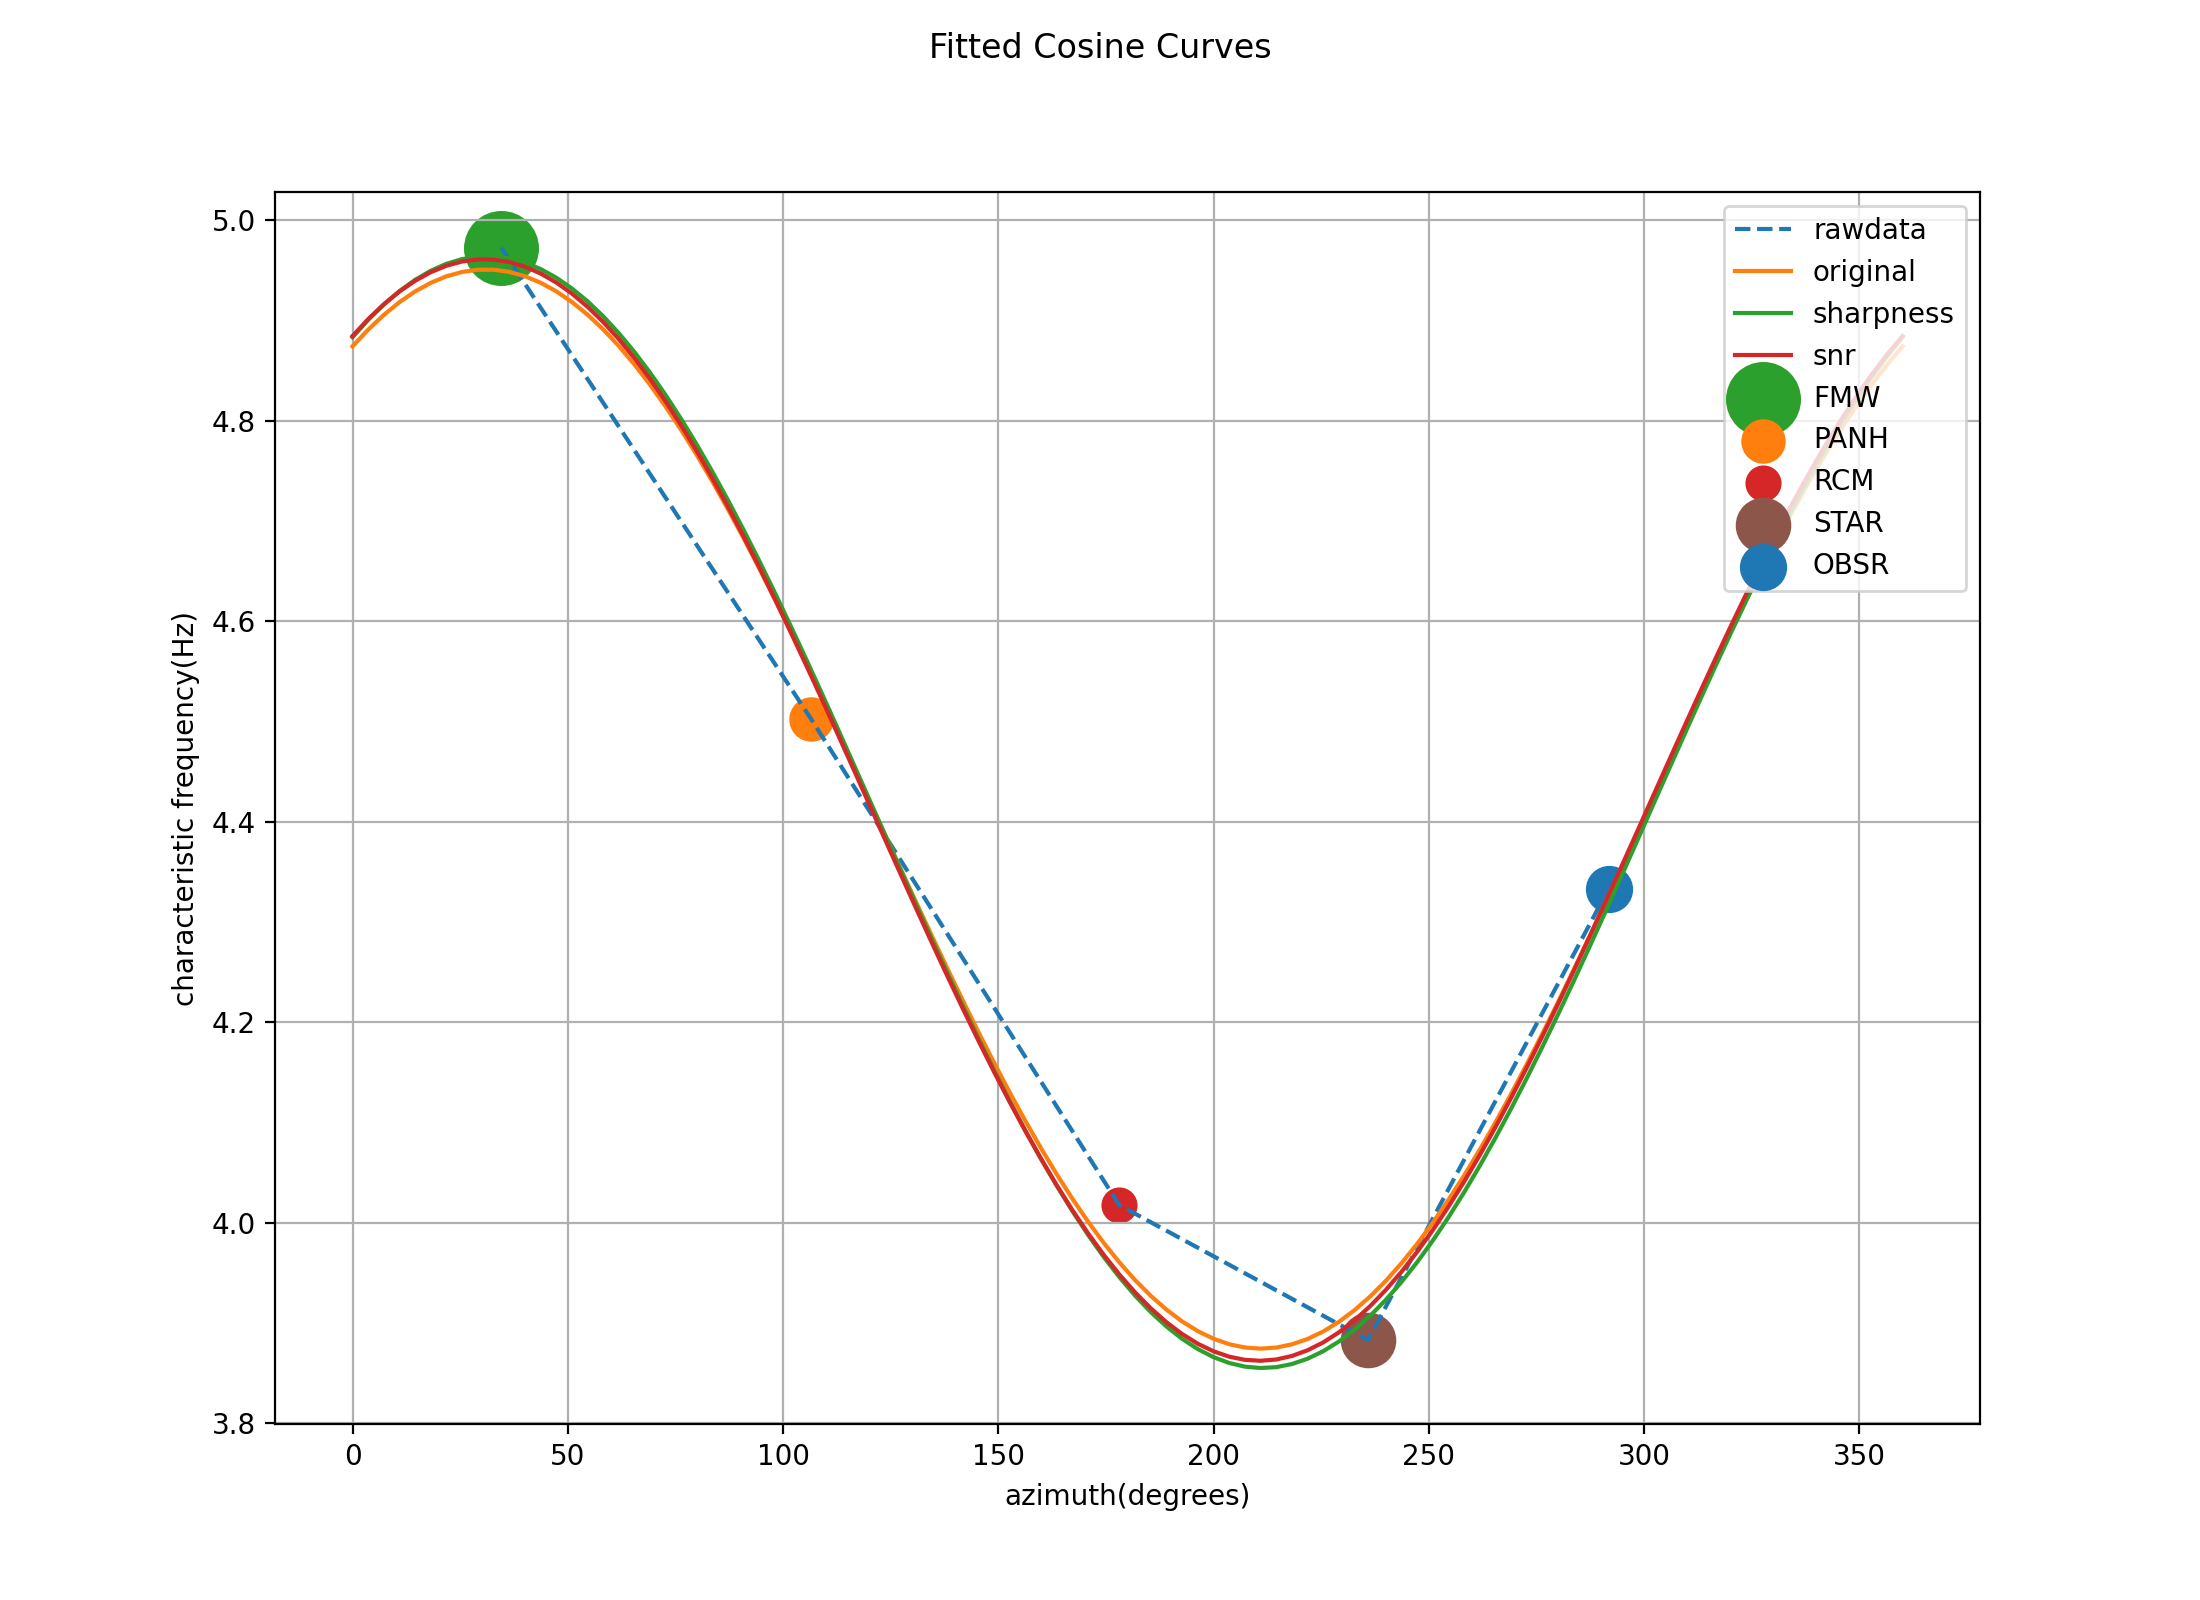 Fitted Cosine Curves
5.0
4.8
4.6
4.4
4.2
4.0
3.8
characteristic frequency(Hz)
rawdata
original
sharpness
snr
FMW
PANH
RCM
STAR
OBSR
0 50 100 150 200 250 300 350
azimuth(degrees)